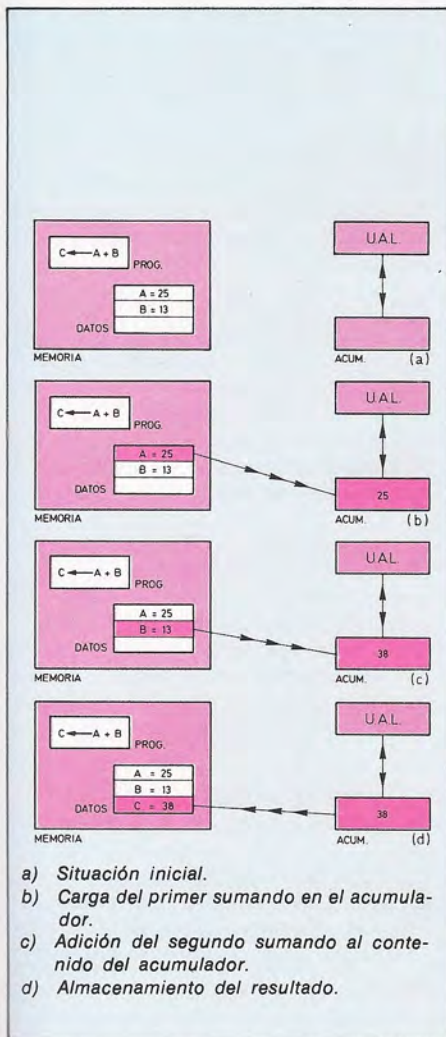 C ← A + B
PROG.
A = 25
B = 13
DATOS
MEMORIA
U.A.L.
ACUM.
(a)
C ← A + B
PROG.
A = 25
B = 13
DATOS
MEMORIA
U.A.L.
25
ACUM.
(b)
C ← A + B
PROG.
A = 25
B = 13
DATOS
MEMORIA
U.A.L.
38
ACUM.
(c)
C ← A + B
PROG.
A = 25
B = 13
DATOS
C = 38
MEMORIA
U.A.L.
38
ACUM.
(d)
a) Situación inicial.
b) Carga del primer sumando en el acumula-
dor.
c) Adición del segundo sumando al conte-
nido del acumulador.
d) Almacenamiento del resultado.